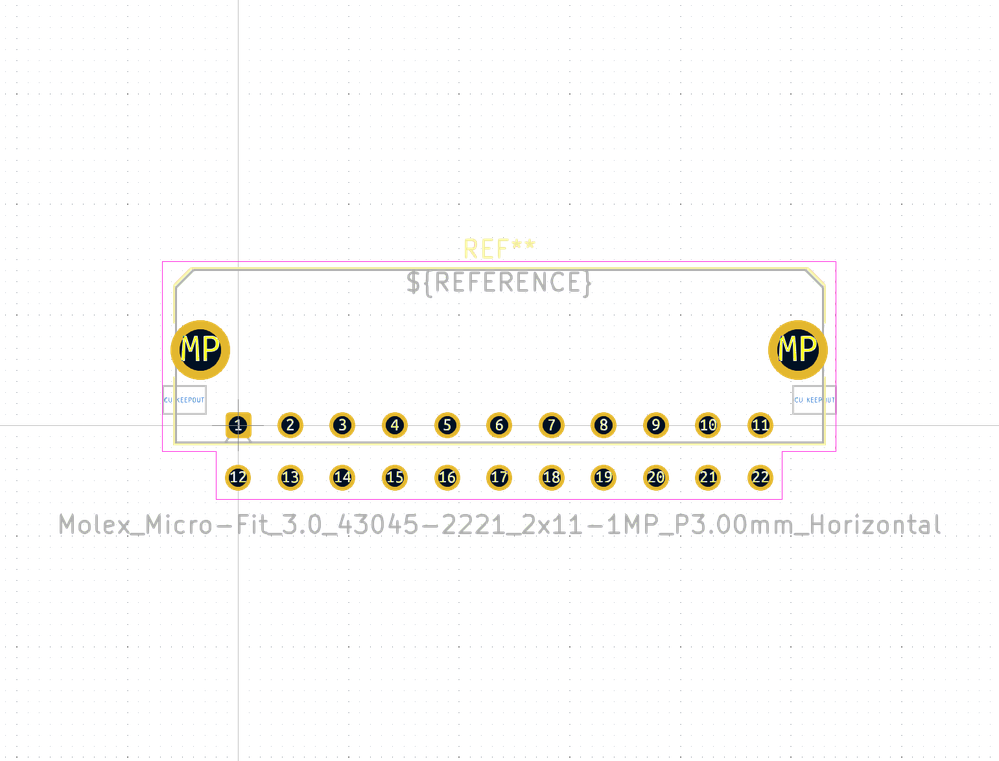 REF**
${REFERENCE}
MP MP
CU KEEPOUT CU KEEPOUT
1 2 3 4 5 6 7 8 9 10 11
12 13 14 15 16 17 18 19 20 21 22
Molex_Micro-Fit_3.0_43045-2221_2x11-1MP_P3.00mm_Horizontal